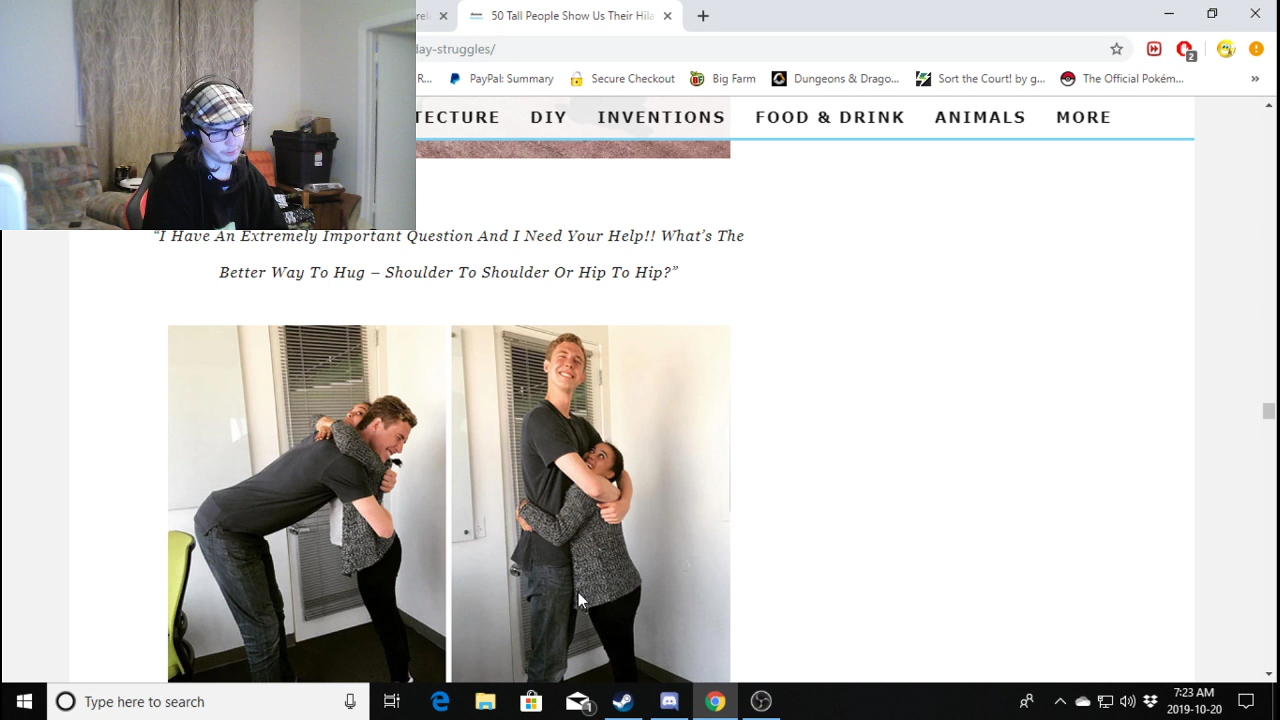 50 Tall People Show Us Their Hila
day-struggles/
2
R...
PayPal: Summary
Secure Checkout
Big Farm
Dungeons & Drago...
Sort the Court! by g...
The Official Pokém...
»
TECTURE
DIY
INVENTIONS
FOOD & DRINK
ANIMALS
MORE
“I Have An Extremely Important Question And I Need Your Help!! What’s The
Better Way To Hug – Shoulder To Shoulder Or Hip To Hip?”
Type here to search
1
7:23 AM
2019-10-20